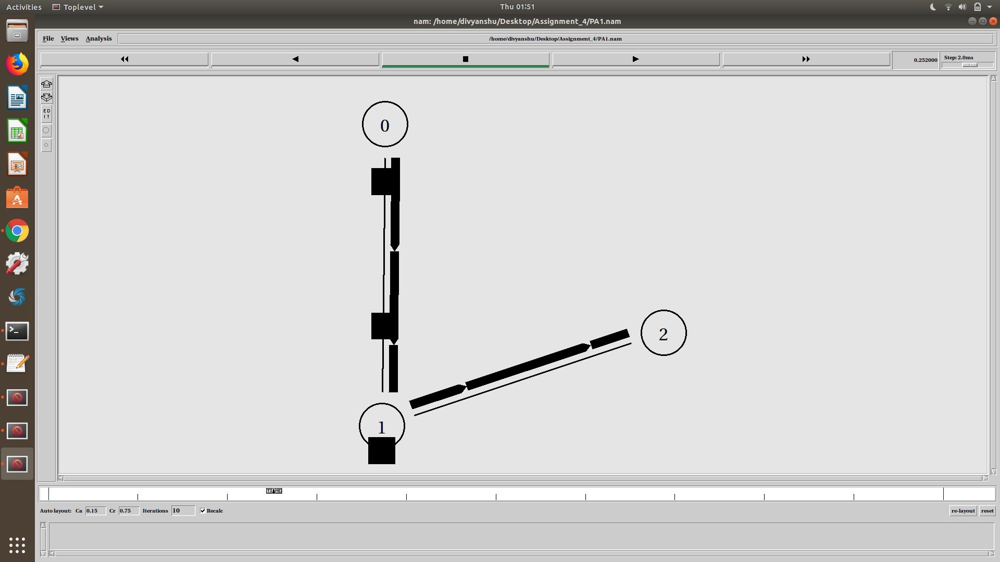 Activities Toplevel Thu 01:51
nam: /home/divyanshu/Desktop/Assignment_4/PA1.nam
File Views Analysis /home/divyanshu/Desktop/Assignment_4/PA1.nam
0.252000 Step: 2.0ms
E D
I T
0
2
1
TIME
Auto layout: Ca 0.15 Cr 0.75 Iterations 10 Recalc re-layout reset